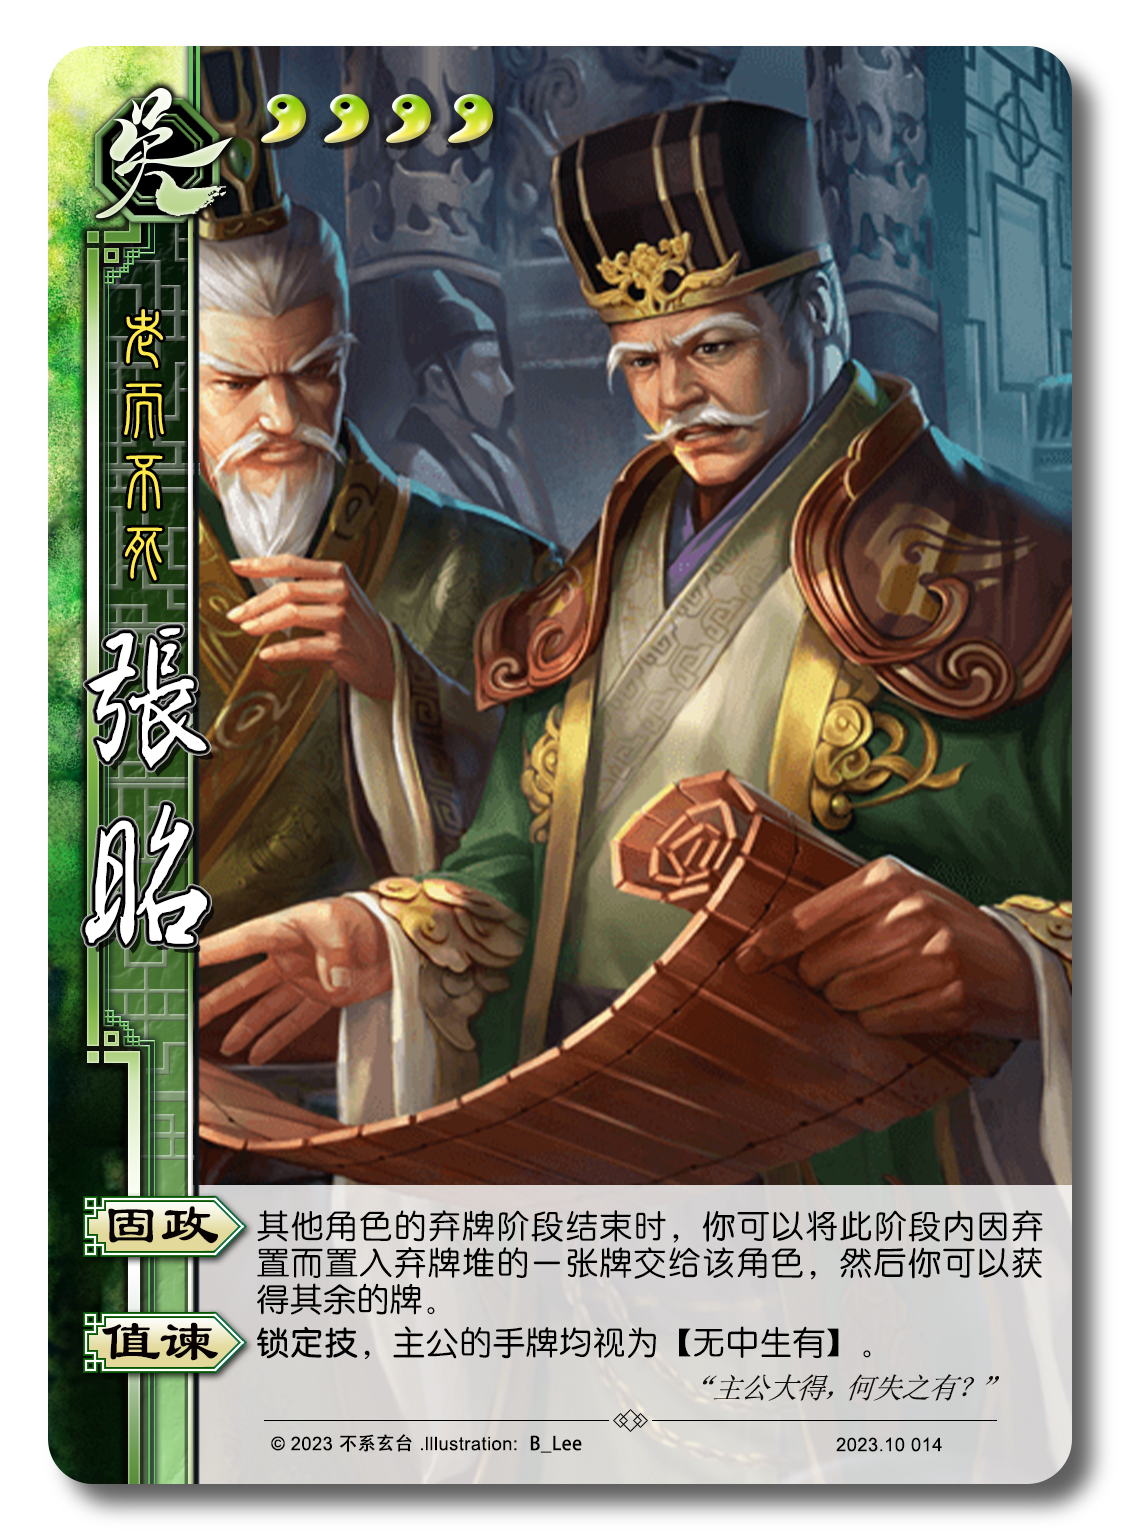 吳
老而不死
張昭
固政
其他角色的弃牌阶段结束时，你可以将此阶段内因弃
置而置入弃牌堆的一张牌交给该角色，然后你可以获
得其余的牌。
值谏
锁定技，主公的手牌均视为【无中生有】。
“主公大得，何失之有？”
© 2023 不系玄台 .Illustration: B_Lee
2023.10 014